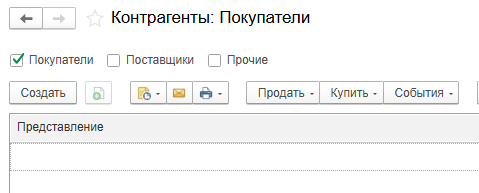 Контрагенты: Покупатели
Покупатели Поставщики Прочие
Создать Продать Купить События
Представление